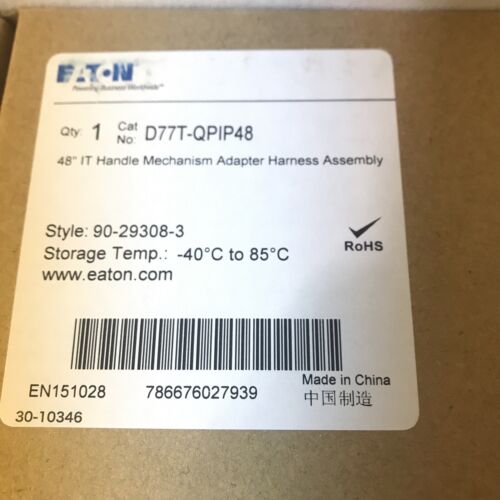 EATON
Powering Business Worldwide™
Qty: 1 Cat No: D77T-QPIP48
48" IT Handle Mechanism Adapter Harness Assembly
Style: 90-29308-3
Storage Temp.: -40°C to 85°C
www.eaton.com
RoHS
EN151028 786676027939
Made in China
中国制造
30-10346